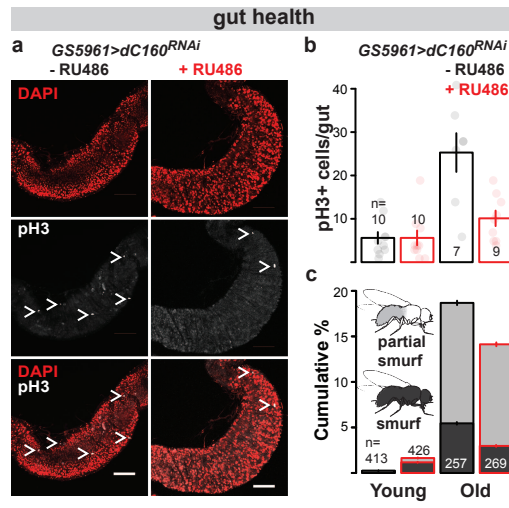 gut health
a
GS5961>dC160RNAi
- RU486
+ RU486
DAPI
pH3
DAPI
pH3
b
GS5961>dC160RNAi
- RU486
+ RU486
pH3+ cells/gut
40
30
20
10
n=
10
10
7
9
c
Cumulative %
20
15
10
5
partial
smurf
smurf
n=
413
426
257
269
Young
Old